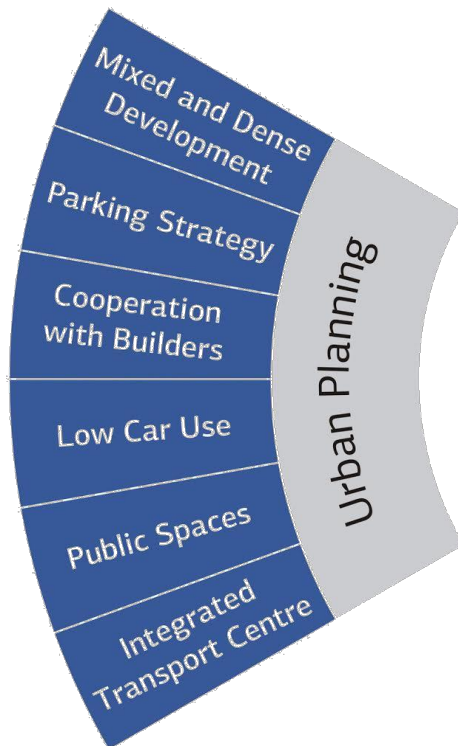 Mixed and Dense
Development
Parking Strategy
Cooperation
with Builders
Low Car Use
Public Spaces
Integrated
Transport Centre
Urban Planning